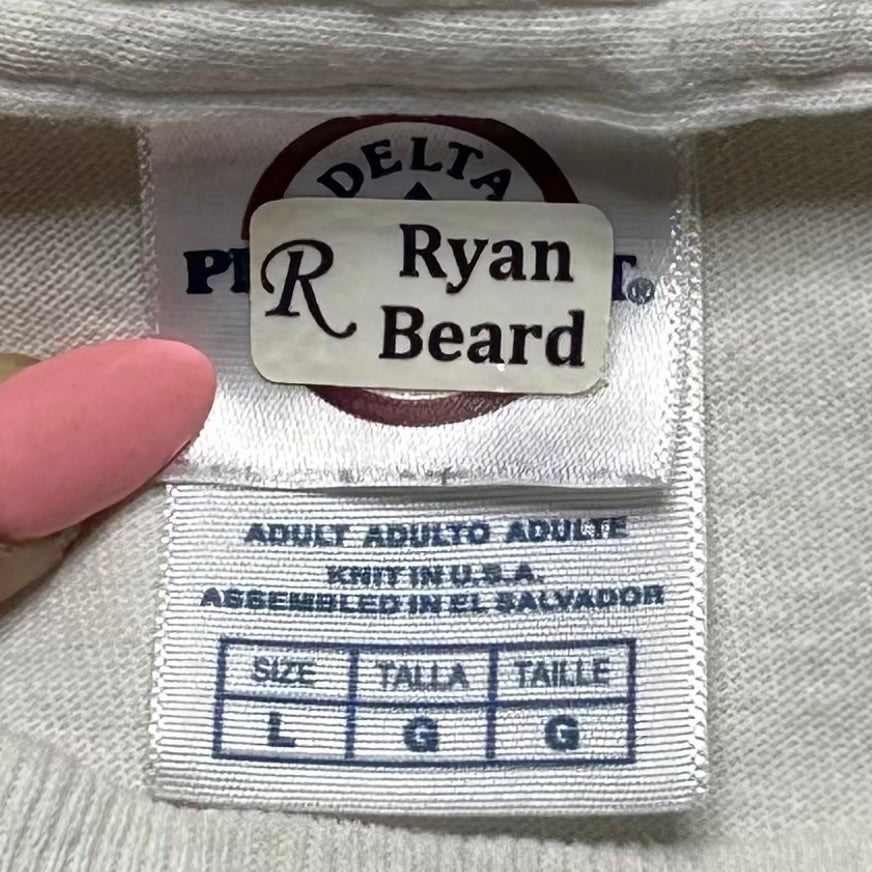 DELTA
R
Ryan
Beard
ADULT ADULTO ADULTE
KNIT IN U.S.A.
ASSEMBLED IN EL SALVADOR
SIZE TALLA TAILLE
L G G